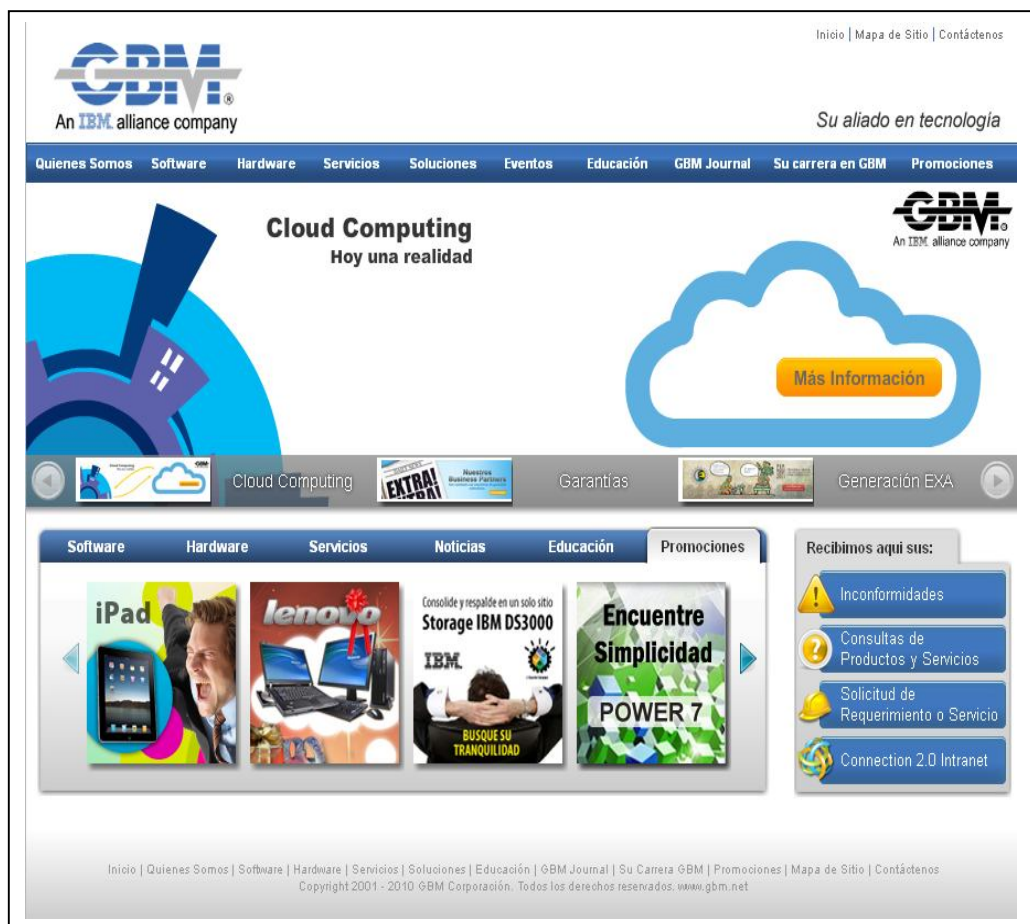 Inicio | Mapa de Sitio | Contáctenos
GBM®
An IBM alliance company
Su aliado en tecnología
Quienes Somos Software Hardware Servicios Soluciones Eventos Educación GBM Journal Su carrera en GBM Promociones
Cloud Computing
Hoy una realidad
GBM®
An IBM alliance company
Más Información
Cloud Computing
EXTRA!
Nuestros
Business Partners
Garantías
Generación EXA
Software Hardware Servicios Noticias Educación Promociones
iPad
lenovo
Consolide y respalde en un solo sitio
Storage IBM DS3000
IBM.
BUSQUE SU
TRANQUILIDAD
Encuentre
Simplicidad
POWER 7
Recibimos aqui sus:
Inconformidades
Consultas de
Productos y Servicios
Solicitud de
Requerimiento o Servicio
Connection 2.0 Intranet
Inicio | Quienes Somos | Software | Hardware | Servicios | Soluciones | Educación | GBM Journal | Su Carrera GBM | Promociones | Mapa de Sitio | Contáctenos
Copyright 2001 - 2010 GBM Corporación. Todos los derechos reservados. www.gbm.net